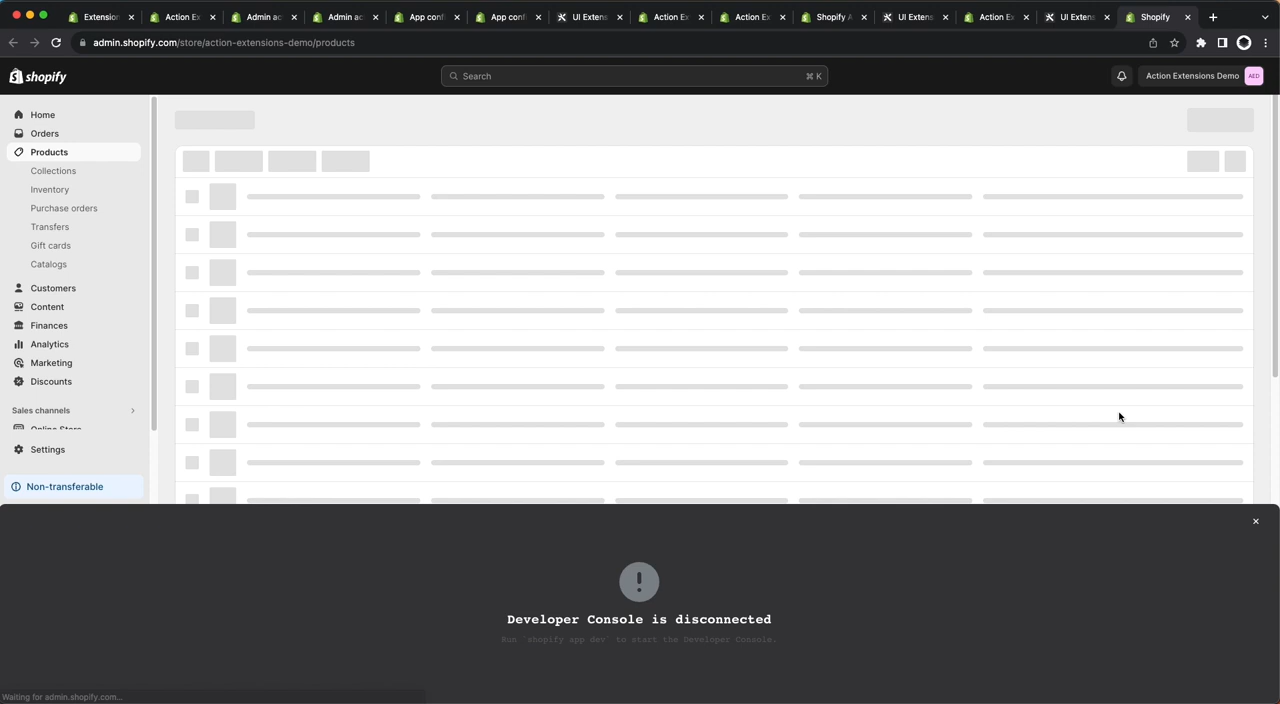 Extension
Action Ex
Admin ac
Admin ac
App confi
App confi
UI Extens
Action Ex
Action Ex
Shopify A
UI Extens
Action Ex
UI Extens
Shopify
admin.shopify.com/store/action-extensions-demo/products
shopify
Search
⌘ K
Action Extensions Demo
AED
Home
Orders
Products
Collections
Inventory
Purchase orders
Transfers
Gift cards
Catalogs
Customers
Content
Finances
Analytics
Marketing
Discounts
Sales channels
Online Store
Settings
Non-transferable
Developer Console is disconnected
Run `shopify app dev` to start the Developer Console.
Waiting for admin.shopify.com...